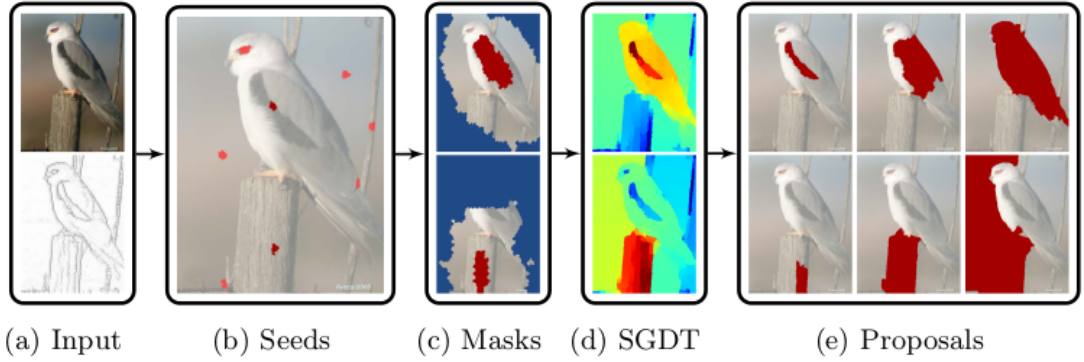 (a) Input
(b) Seeds
(c) Masks
(d) SGDT
(e) Proposals